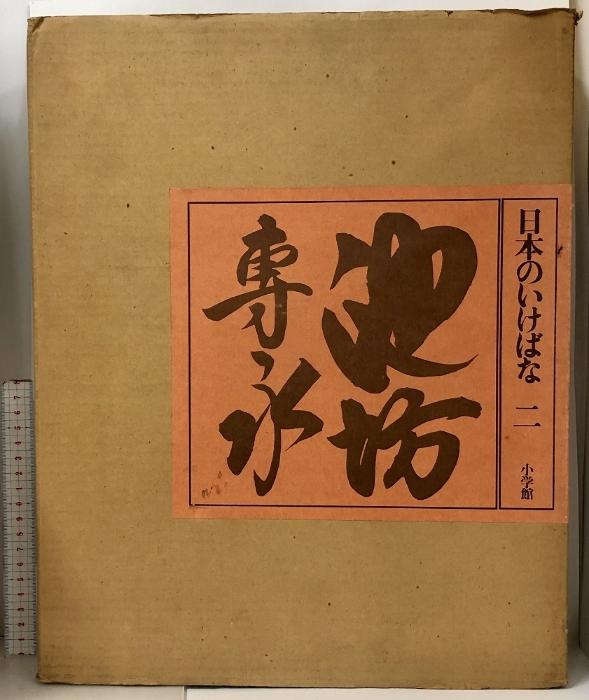 日本のいけばな 二
小学館
池坊
専永